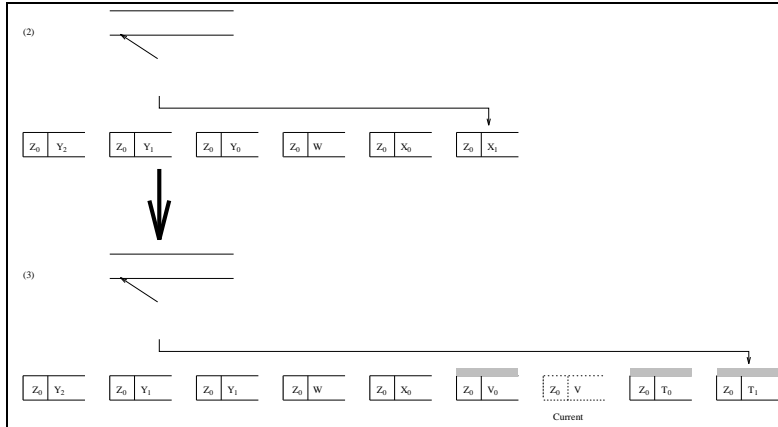 (2)
Z0 Y2 Z0 Y1 Z0 Y0 Z0 W Z0 X0 Z0 X1
(3)
Z0 Y2 Z0 Y1 Z0 Y1 Z0 W Z0 X0 Z0 V0 Z0 V Z0 T0 Z0 T1
Current